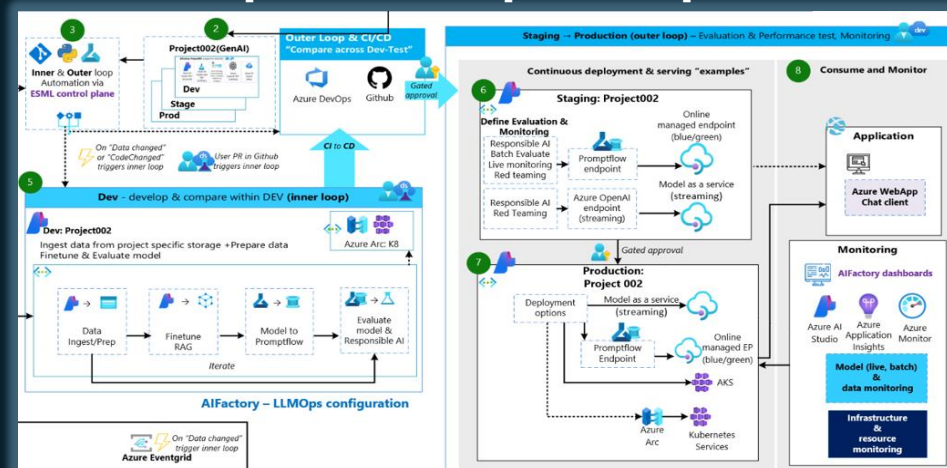 3
Inner & Outer loop
Automation via
ESML control plane
2
Project002(GenAI)
Dev
Stage
Prod
On "Data changed"
or "CodeChanged"
triggers inner loop
User PR in Github
triggers inner loop
Outer Loop & CI/CD
"Compare across Dev-Test"
Azure DevOps
Github
Gated
approval
CI to CD
5
Dev - develop & compare within DEV (inner loop)
Dev: Project002
Ingest data from project specific storage +Prepare data
Finetune & Evaluate model
Azure Arc: K8
Data
Ingest/Prep
Finetune
RAG
Model to
Promptflow
Evaluate
model &
Responsible AI
Iterate
AIFactory – LLMOps configuration
On "Data changed"
trigger inner loop
Azure Eventgrid
Staging → Production (outer loop) – Evaluation & Performance test, Monitoring
dev
Continuous deployment & serving "examples"
6
Staging: Project002
Define Evaluation &
Monitoring
Responsible AI
Batch Evaluate
Live monitoring
Red teaming
Promptflow
endpoint
Online
managed endpoint
(blue/green)
Responsible AI
Red Teaming
Azure OpenAI
endpoint
(streaming)
Model as a service
(streaming)
Gated approval
7
Production:
Project 002
Deployment
options
Model as a service
(streaming)
Promptflow
Endpoint
Online
managed EP
(blue/green)
AKS
Azure
Arc
Kubernetes
Services
8
Consume and Monitor
Application
Azure WebApp
Chat client
Monitoring
AIFactory dashboards
Azure AI
Studio
Azure
Application
Insights
Azure
Monitor
Model (live, batch)
&
data monitoring
Infrastructure
&
resource
monitoring